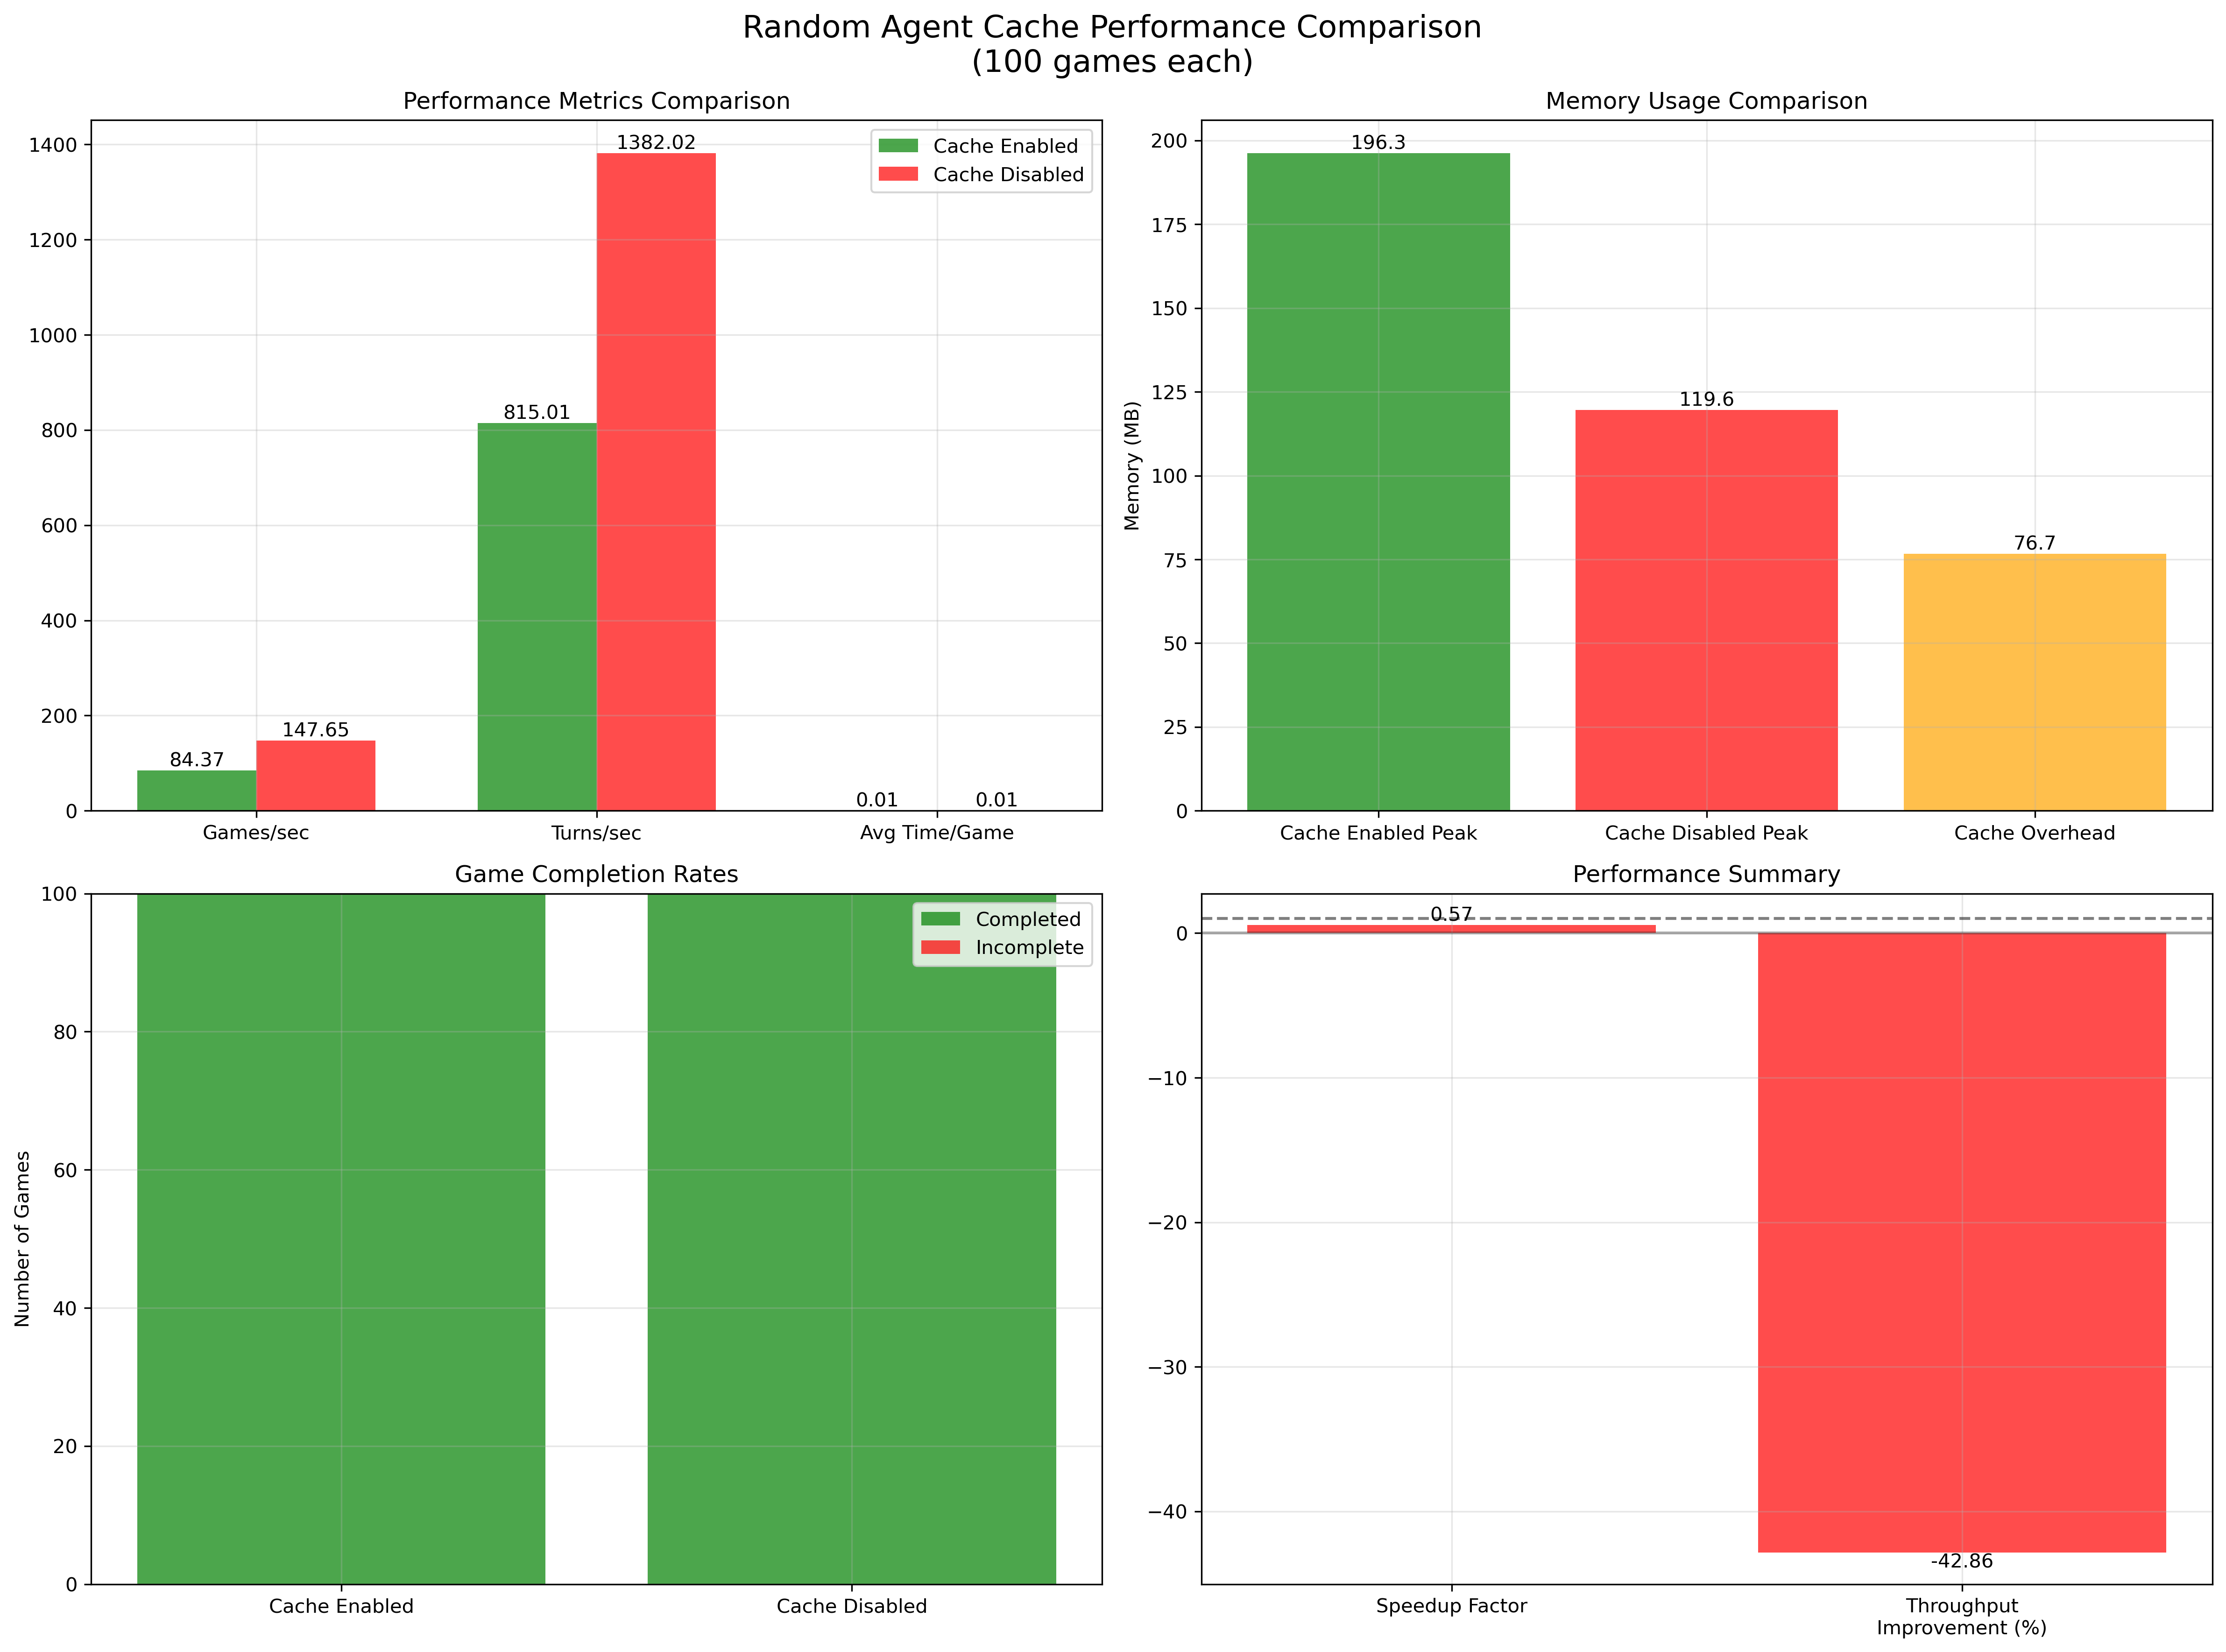 Random Agent Cache Performance Comparison
(100 games each)
Performance Metrics Comparison
1400
1200
1000
800
600
400
200
0
84.37
147.65
815.01
1382.02
0.01
0.01
Cache Enabled
Cache Disabled
Games/sec
Turns/sec
Avg Time/Game
Memory Usage Comparison
Memory (MB)
200
175
150
125
100
75
50
25
0
196.3
119.6
76.7
Cache Enabled Peak
Cache Disabled Peak
Cache Overhead
Game Completion Rates
Number of Games
100
80
60
40
20
0
Completed
Incomplete
Cache Enabled
Cache Disabled
Performance Summary
0
−10
−20
−30
−40
0.57
-42.86
Speedup Factor
Throughput
Improvement (%)